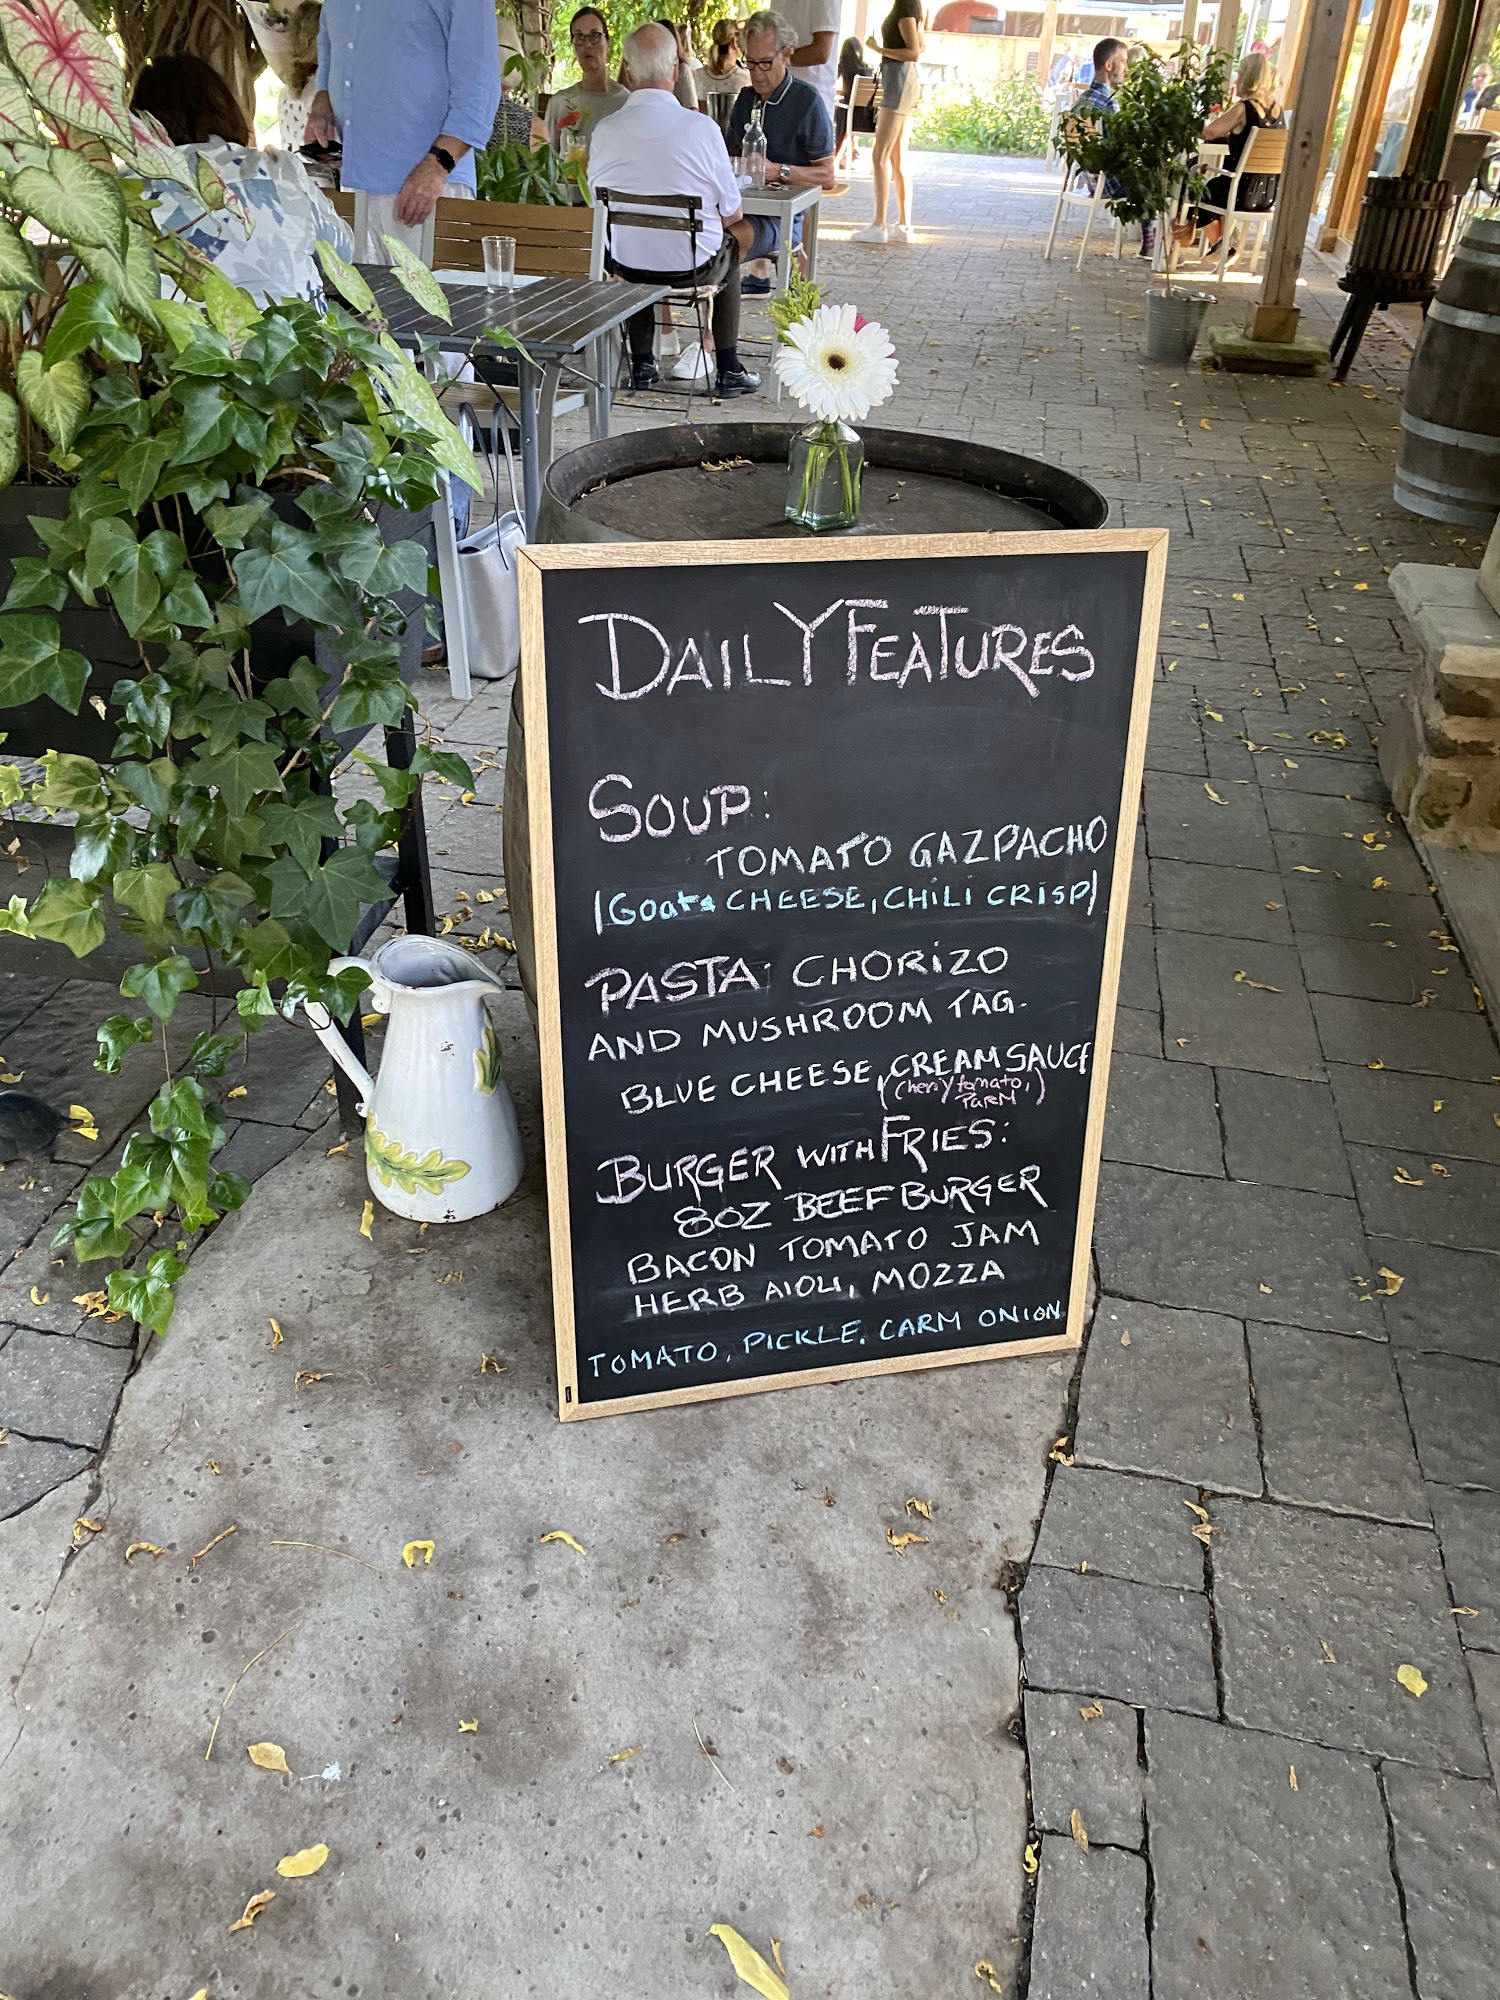 DAILY FEATURES
SOUP:
TOMATO GAZPACHO
(Goats CHEESE, CHILI CRISP)
PASTA: CHORIZO
AND MUSHROOM TAG.
BLUE CHEESE, CREAM SAUCE
(Cherry tomato,
PARM)
BURGER WITH FRIES:
8OZ BEEF BURGER
BACON TOMATO JAM
HERB AIOLI, MOZZA
TOMATO, PICKLE, CARM ONION